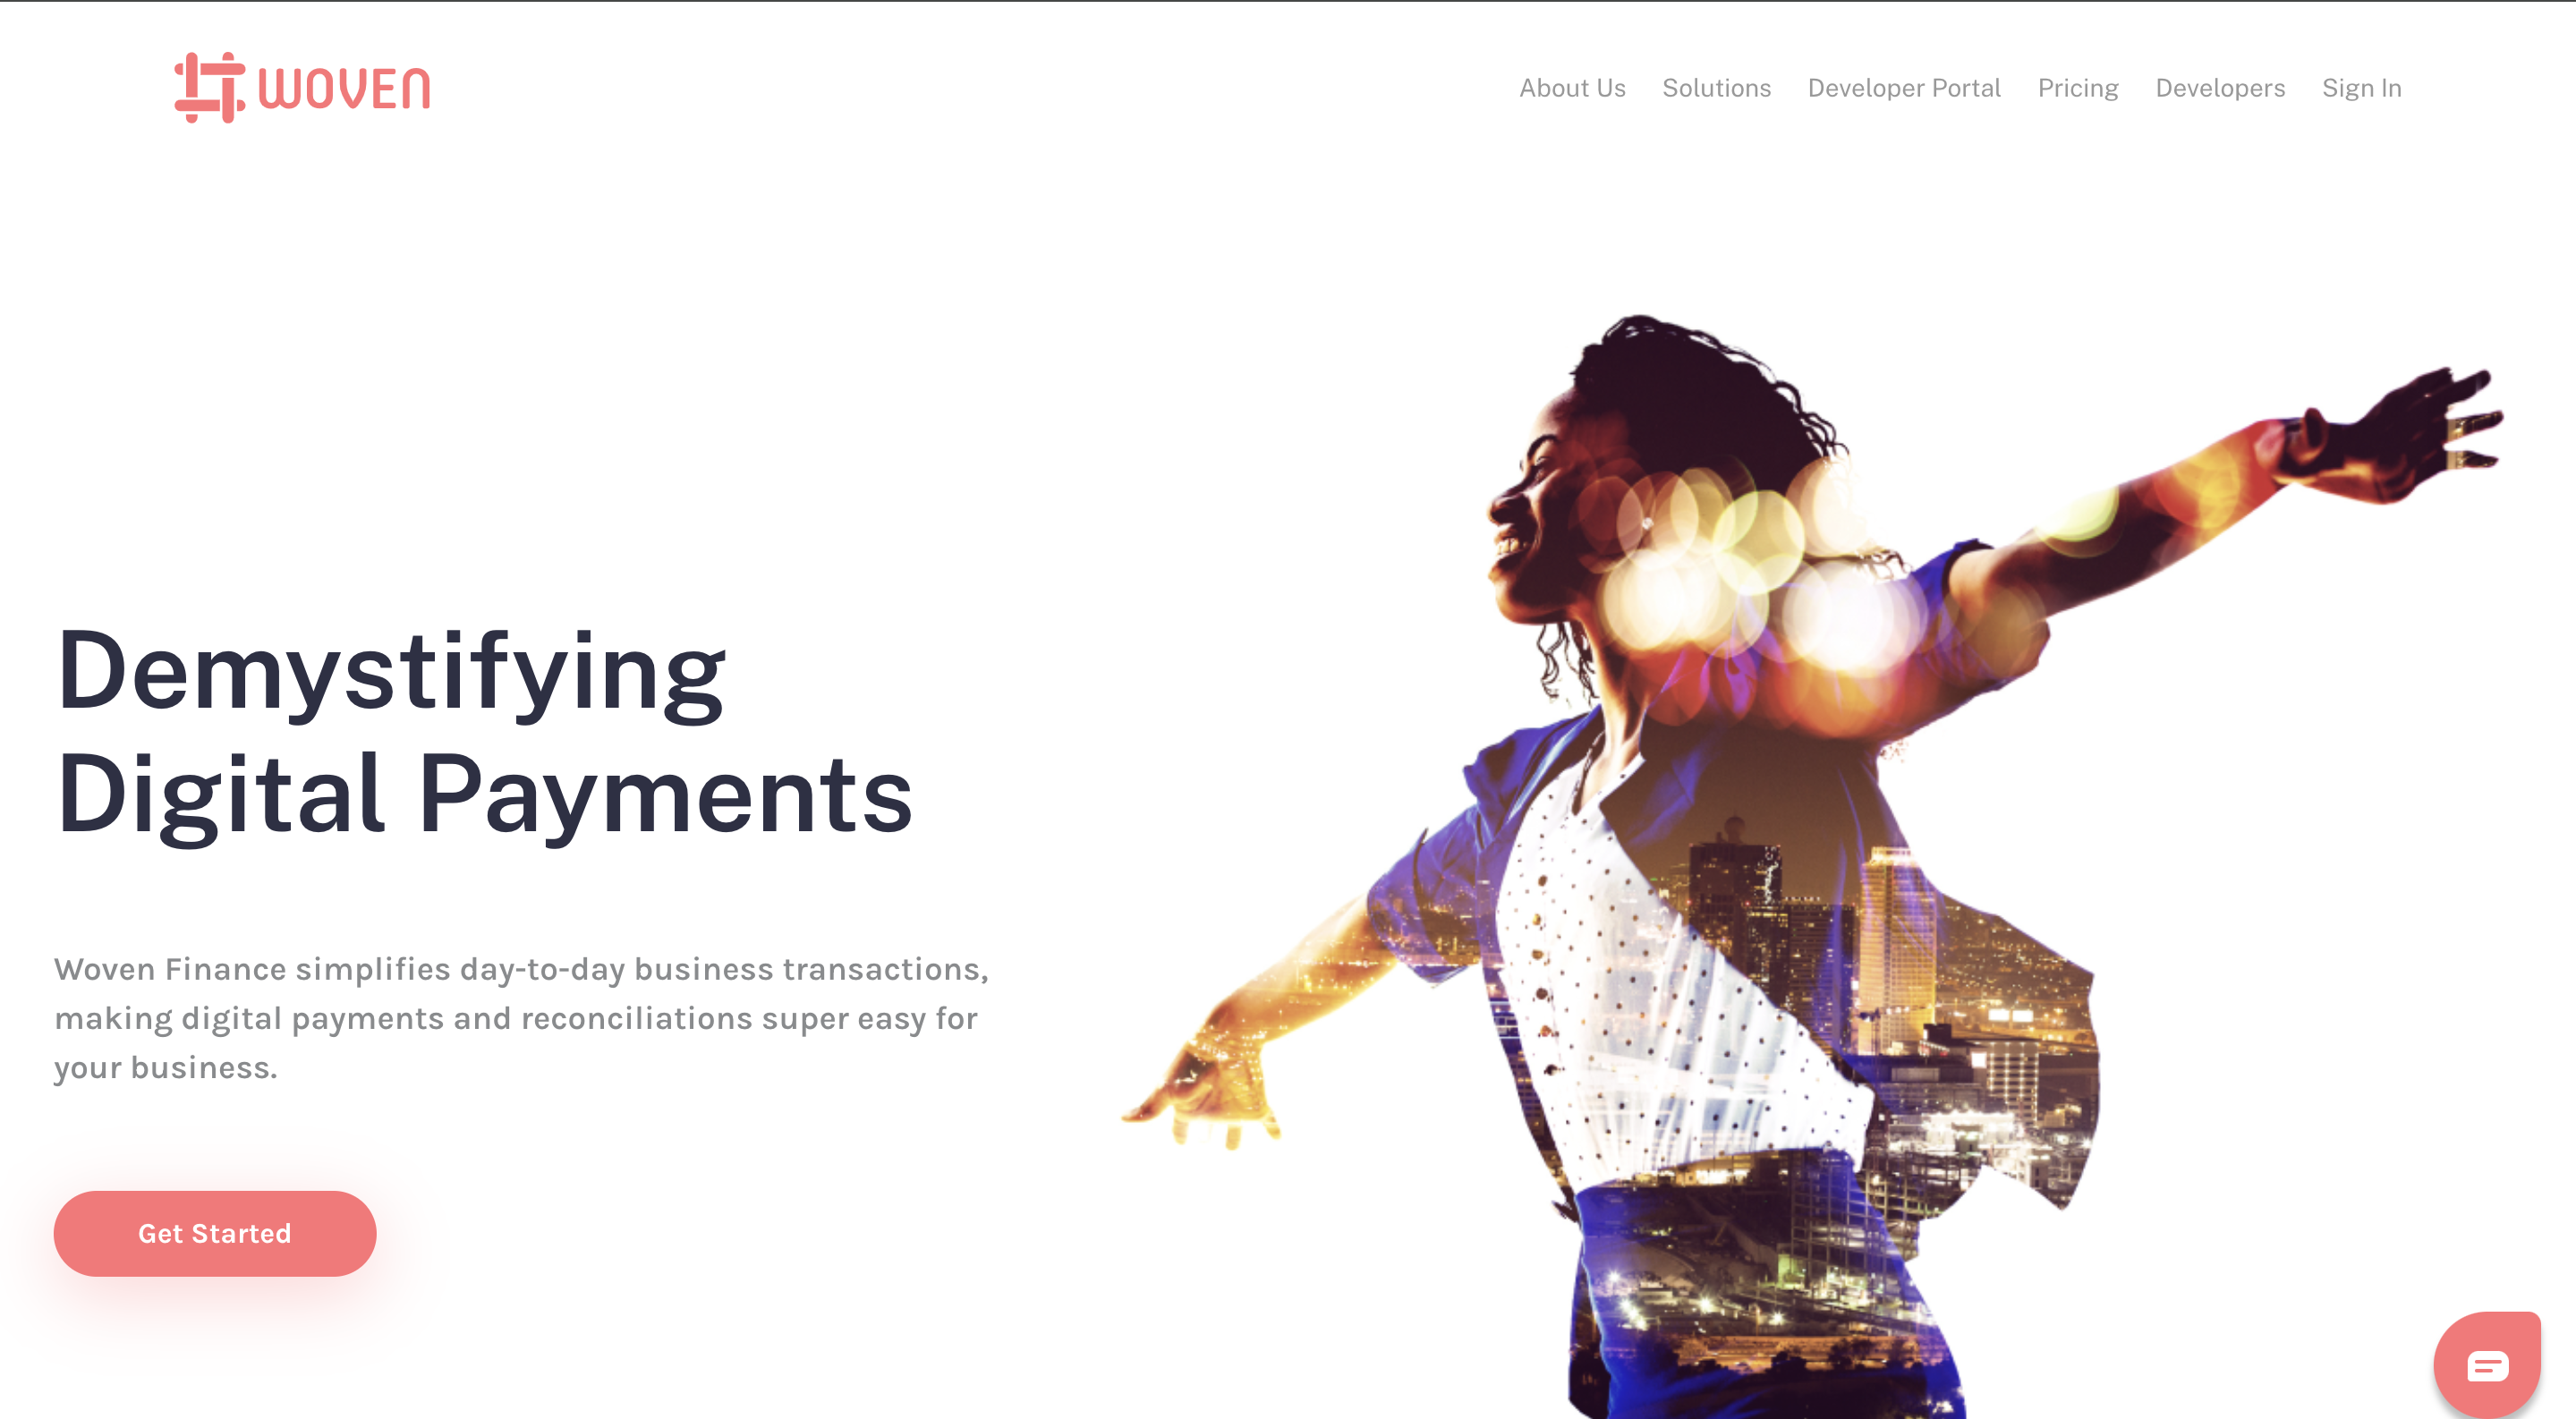 WOVEN
About Us
Solutions
Developer Portal
Pricing
Developers
Sign In
Demystifying
Digital Payments
Woven Finance simplifies day-to-day business transactions,
making digital payments and reconciliations super easy for
your business.
Get Started